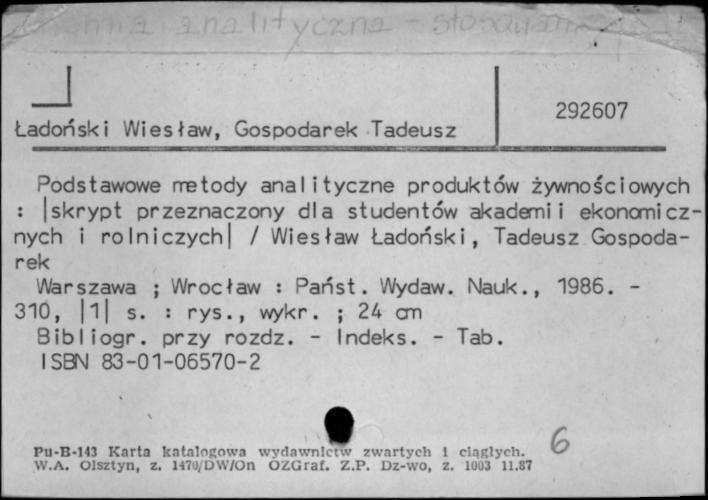 analityczna - stosowana
292607
Ładoński Wiesław, Gospodarek Tadeusz
Podstawowe metody analityczne produktów żywnościowych
: |skrypt przeznaczony dla studentów akademii ekonomicz-
nych i rolniczych| / Wiesław Ładoński, Tadeusz Gospoda-
rek
Warszawa ; Wrocław : Państ. Wydaw. Nauk., 1986. -
310, |1| s. : rys., wykr. ; 24 cm
Bibliogr. przy rozdz. - Indeks. - Tab.
ISBN 83-01-06570-2
6
Pu-B-143 Karta katalogowa wydawnictw zwartych i ciągłych.
W.A. Olsztyn, z. 1470/DW/On OZGraf. Z.P. Dz-wo, z. 1003 11.87